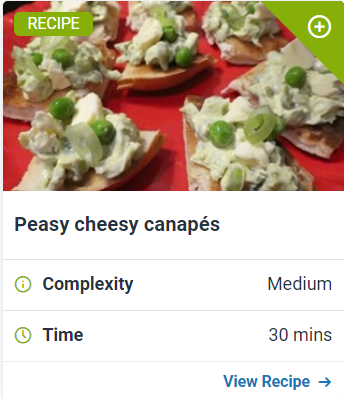 RECIPE
Peasy cheesy canapés
Complexity Medium
Time 30 mins
View Recipe